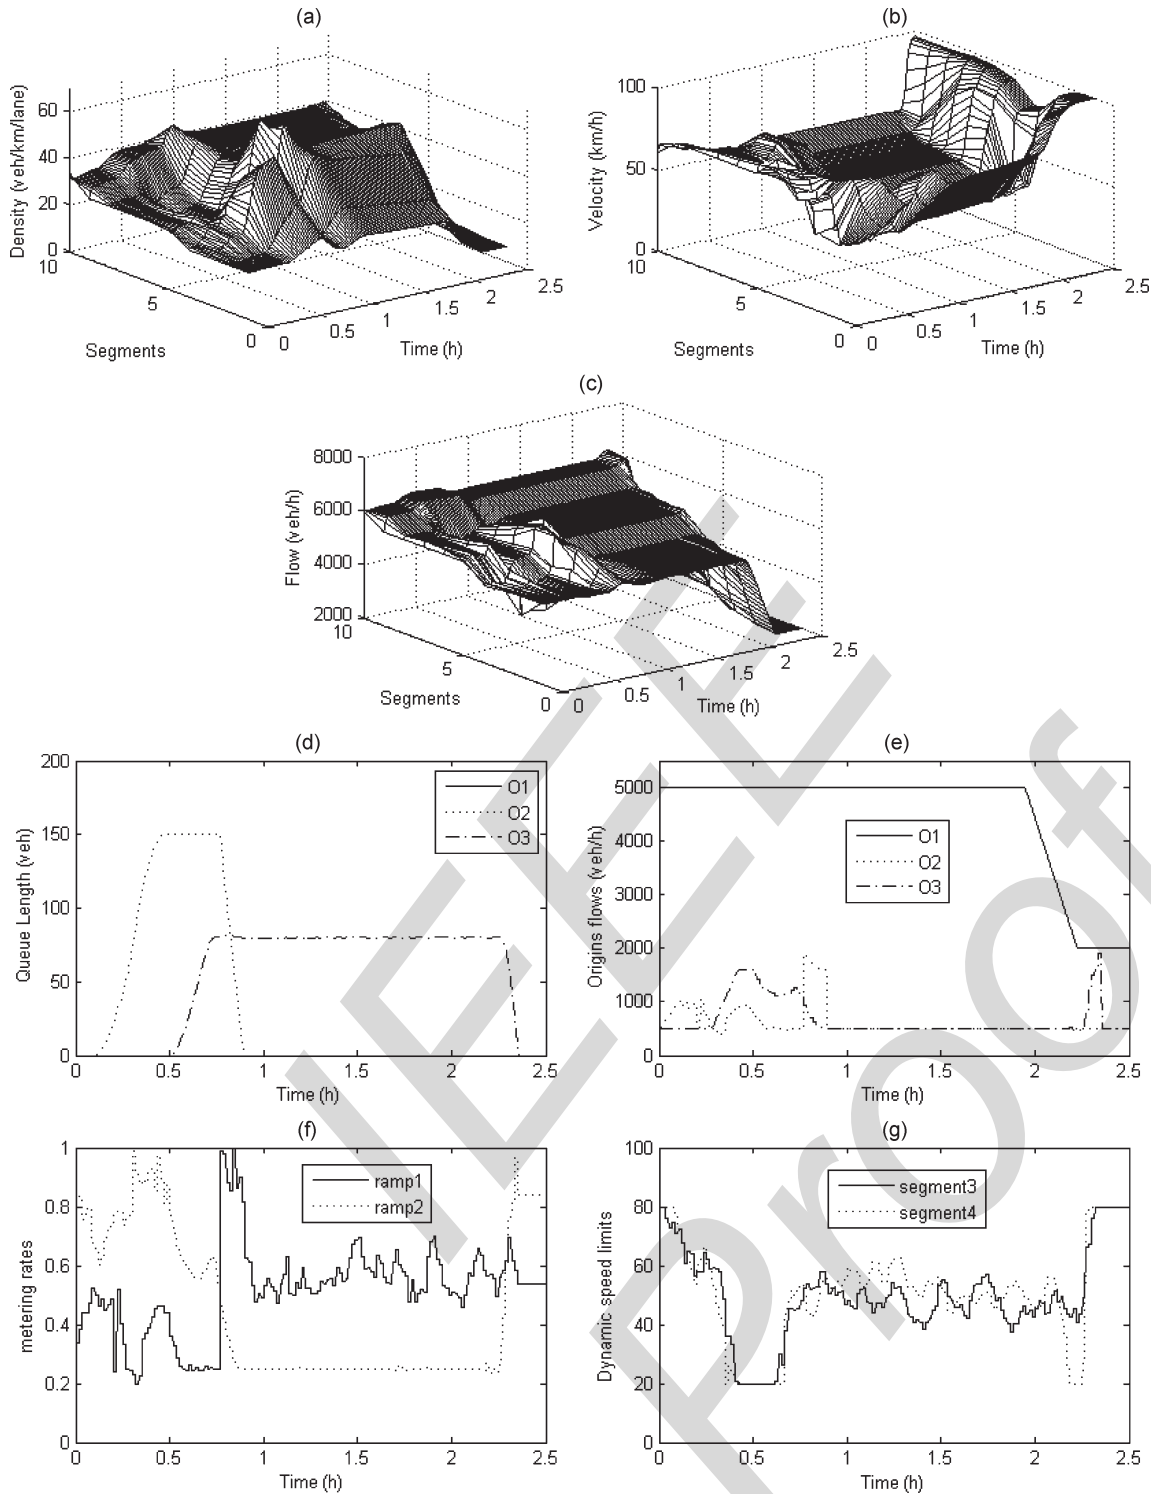 (a)
Density (veh/km/lane)
60
40
20
0
10
5
0
Segments
0
0.5
1
1.5
2
2.5
Time (h)
(b)
Velocity (km/h)
100
50
0
10
5
0
Segments
0
0.5
1
1.5
2
2.5
Time (h)
(c)
Flow (veh/h)
8000
6000
4000
2000
10
5
0
Segments
0
0.5
1
1.5
2
2.5
Time (h)
(d)
Queue Length (veh)
200
150
100
50
0
0
0.5
1
1.5
2
2.5
Time (h)
O1
O2
O3
(e)
Origins flows (veh/h)
5000
4000
3000
2000
1000
0
0
0.5
1
1.5
2
2.5
Time (h)
O1
O2
O3
(f)
metering rates
1
0.8
0.6
0.4
0.2
0
0
0.5
1
1.5
2
2.5
Time (h)
ramp1
ramp2
(g)
Dynamic speed limits
100
80
60
40
20
0
0
0.5
1
1.5
2
2.5
Time (h)
segment3
segment4
IEEE
Proof